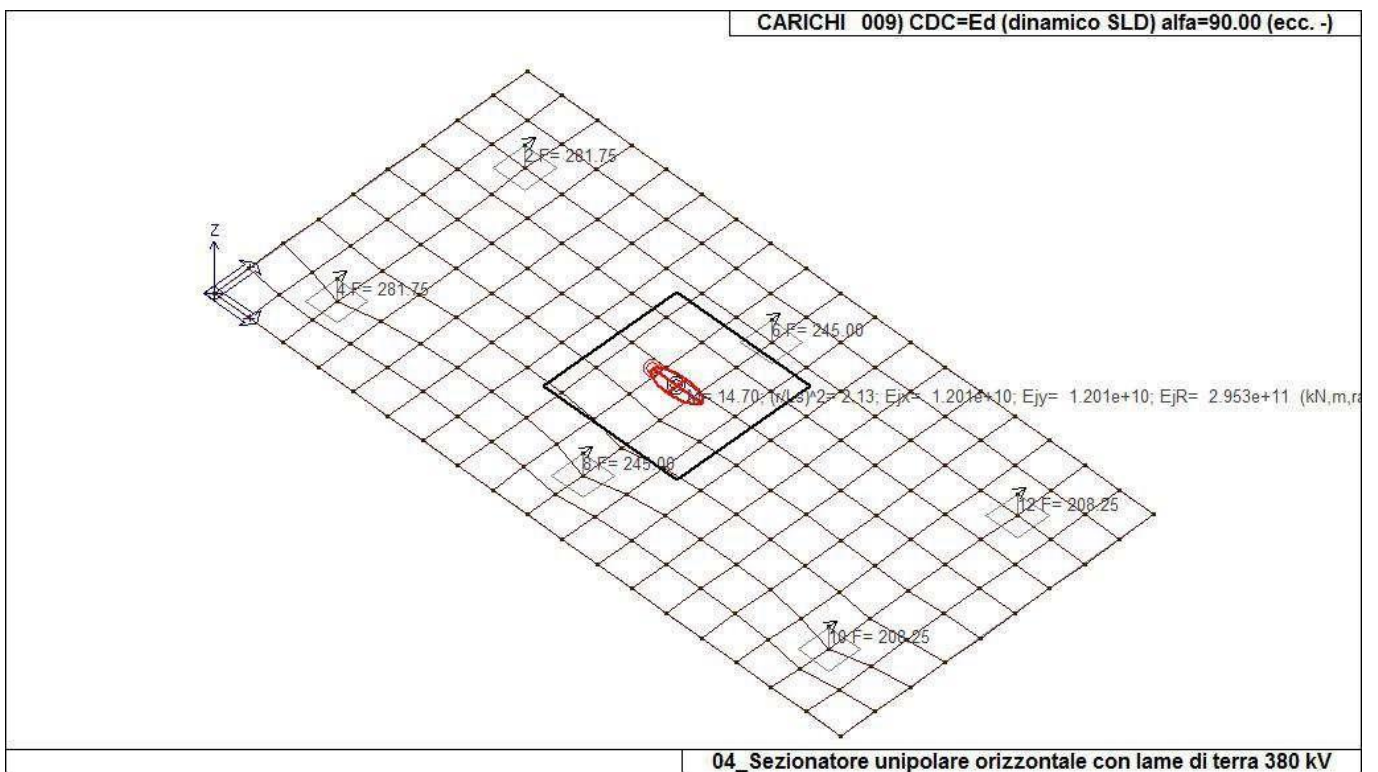 CARICHI 009) CDC=Ed (dinamico SLD) alfa=90.00 (ecc. -)
2 F= 281.75
Z
4 F= 281.75
6 F= 245.00
14.70; (r/Ls)^2= 2.13; Ejx= 1.201e+10; Ejy= 1.201e+10; EjR= 2.953e+11 (kN,m,ra
8 F= 245.00
12 F= 208.25
10 F= 208.25
04_Sezionatore unipolare orizzontale con lame di terra 380 kV